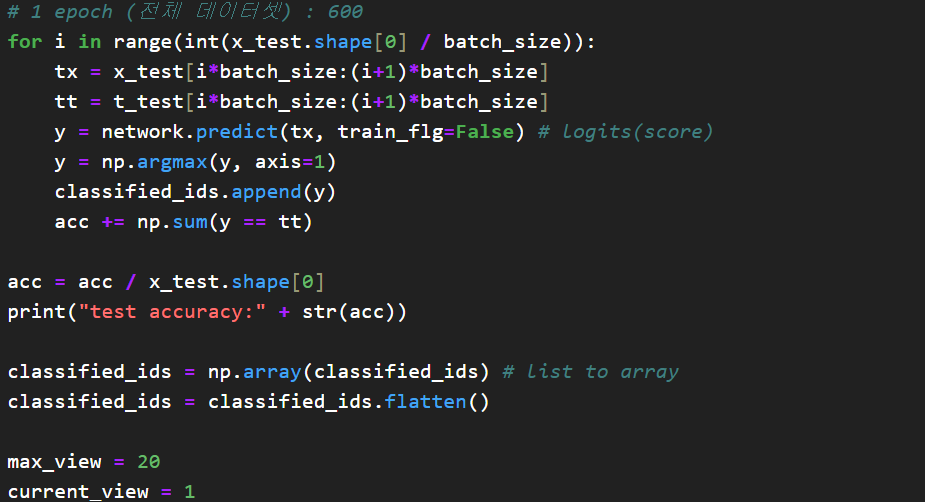 # 1 epoch (전체 데이터셋) : 600
for i in range(int(x_test.shape[0] / batch_size)):
    tx = x_test[i*batch_size:(i+1)*batch_size]
    tt = t_test[i*batch_size:(i+1)*batch_size]
    y = network.predict(tx, train_flg=False) # logits(score)
    y = np.argmax(y, axis=1)
    classified_ids.append(y)
    acc += np.sum(y == tt)
acc = acc / x_test.shape[0]
print("test accuracy:" + str(acc))
classified_ids = np.array(classified_ids) # list to array
classified_ids = classified_ids.flatten()
max_view = 20
current_view = 1